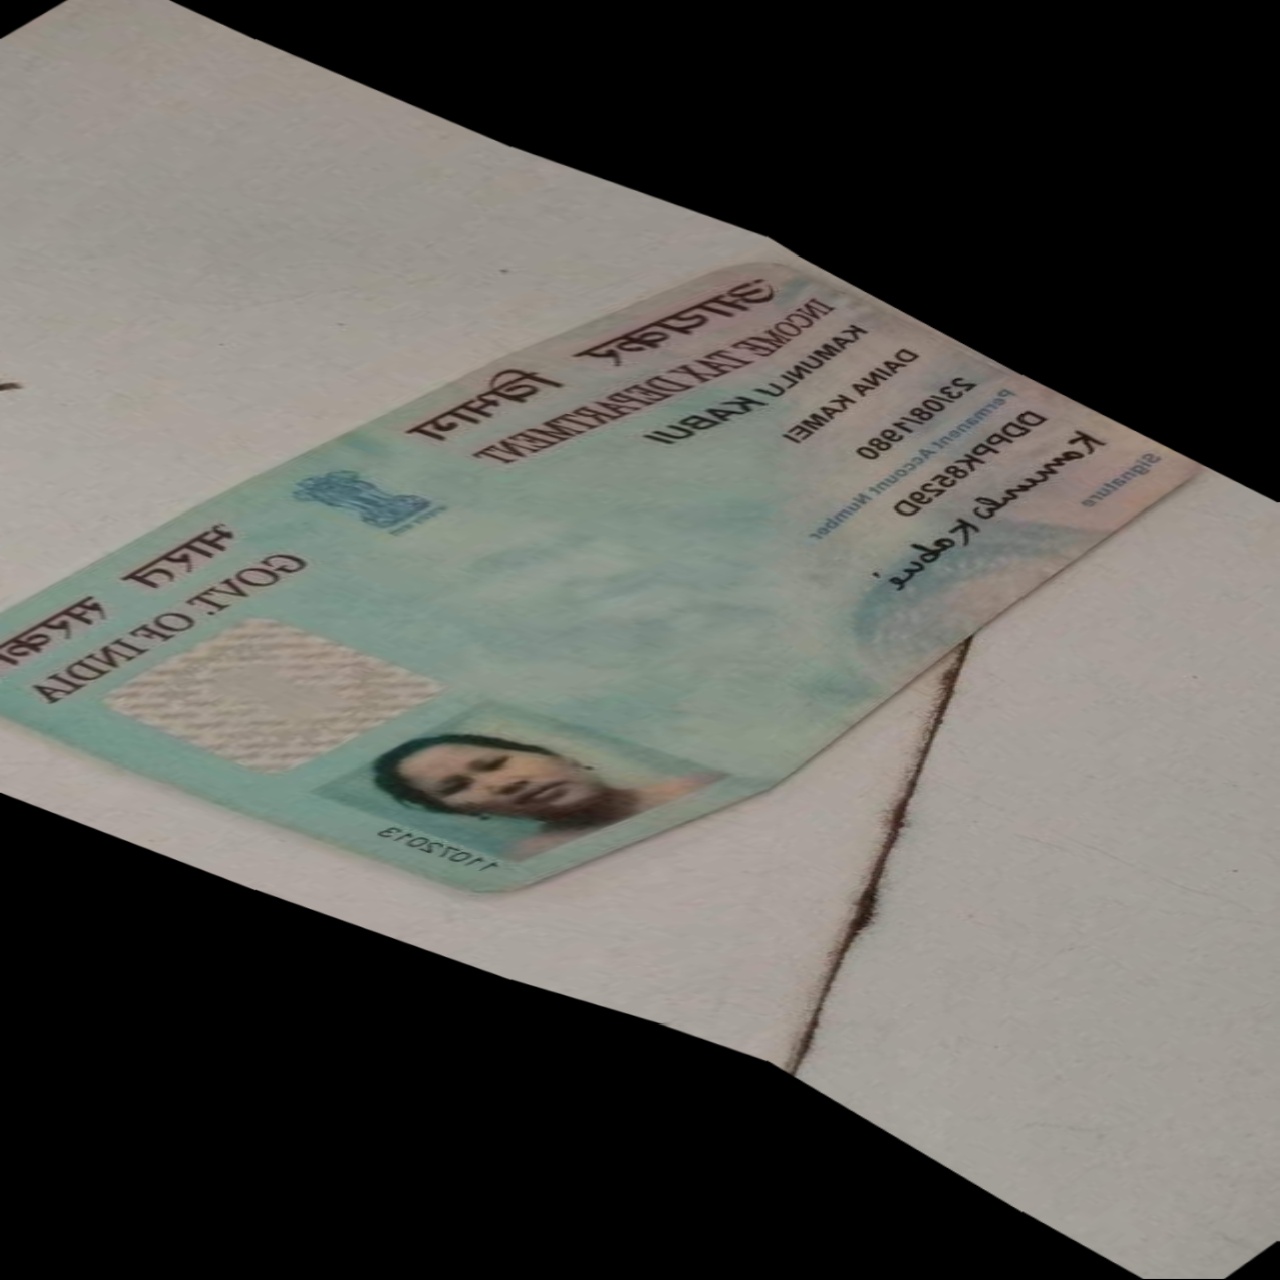 आयकर विभाग
INCOME TAX DEPARTMENT
भारत सरकार
GOVT. OF INDIA
KAMUNLU KABUI
DAINA KAMEI
23/08/1980
Permanent Account Number
DDPPK8529D
Kamunlu Kabui
Signature
11072013